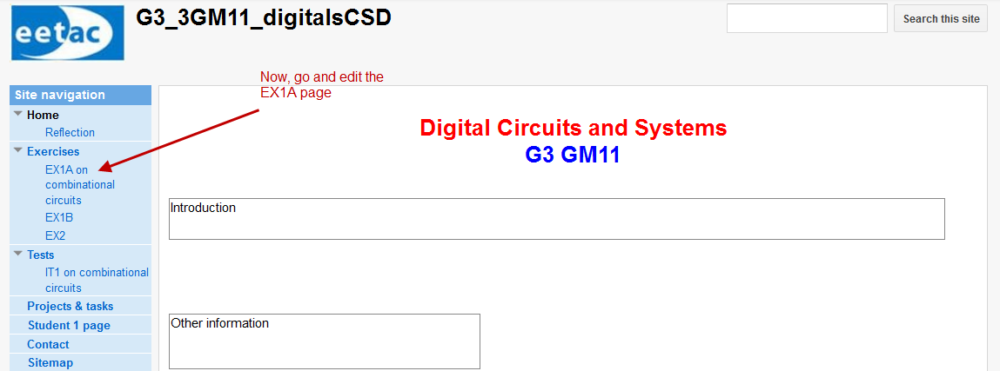 eetac
G3_3GM11_digitalsCSD
Search this site
Now, go and edit the
EX1A page
Site navigation
Home
Reflection
Exercises
EX1A on
combinational
circuits
EX1B
EX2
Tests
IT1 on combinational
circuits
Projects & tasks
Student 1 page
Contact
Sitemap
Digital Circuits and Systems
G3 GM11
Introduction
Other information